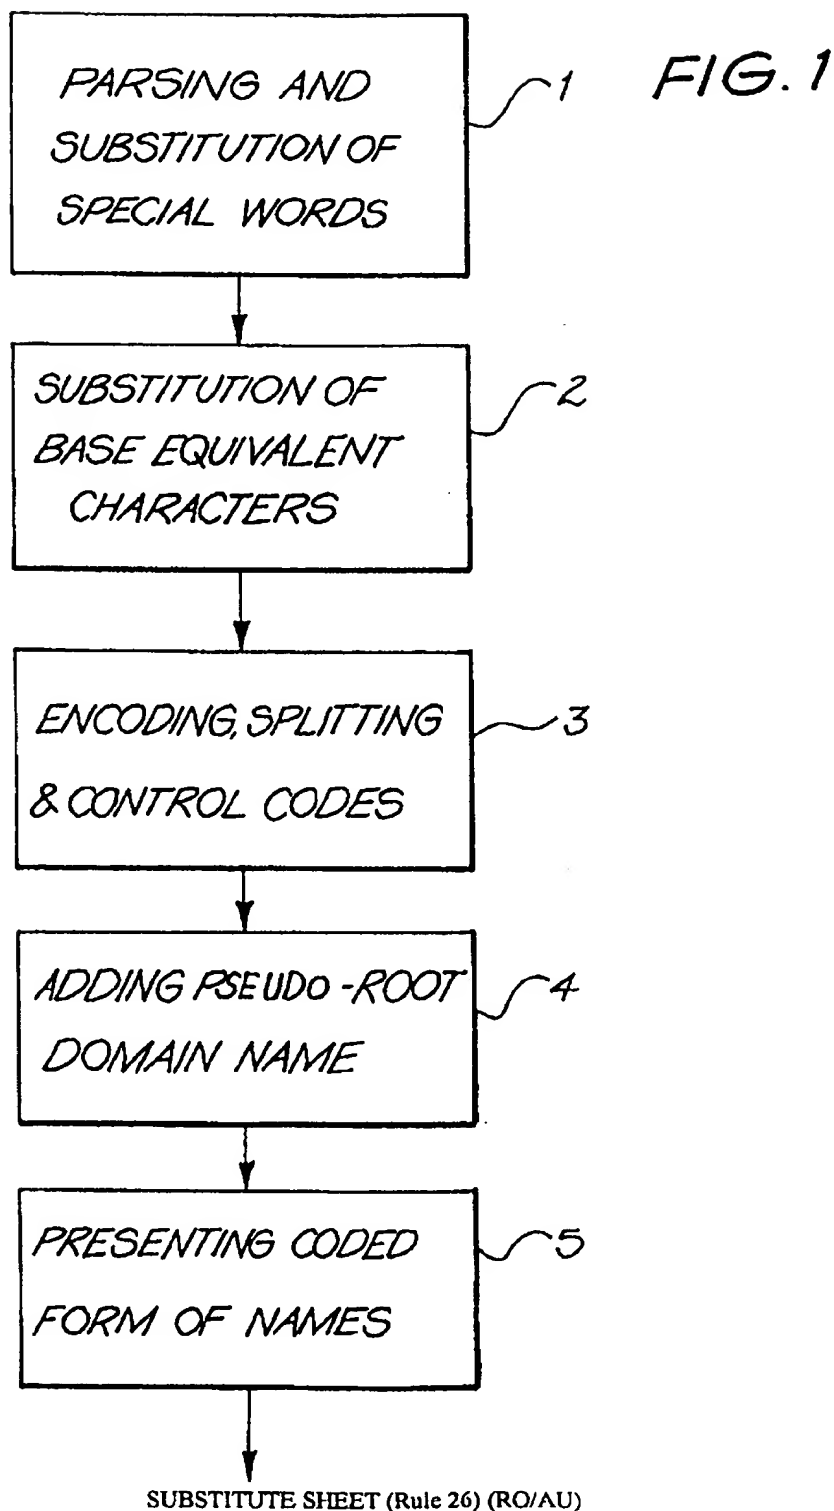 FIG. 1
PARSING AND
SUBSTITUTION OF
SPECIAL WORDS
1
SUBSTITUTION OF
BASE EQUIVALENT
CHARACTERS
2
ENCODING, SPLITTING
& CONTROL CODES
3
ADDING PSEUDO-ROOT
DOMAIN NAME
4
PRESENTING CODED
FORM OF NAMES
5
SUBSTITUTE SHEET (Rule 26) (RO/AU)